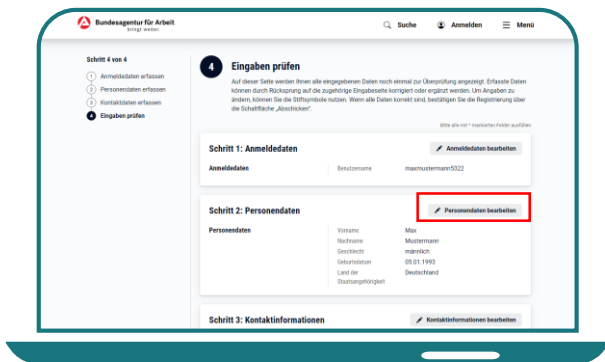 Bundesagentur für Arbeit
bringt weiter.
Suche
Anmelden
Menü
Schritt 4 von 4
1 Anmeldedaten erfassen
2 Personendaten erfassen
3 Kontaktdaten erfassen
4 Eingaben prüfen
4 Eingaben prüfen
Auf dieser Seite werden Ihnen alle eingegebenen Daten noch einmal zur Überprüfung angezeigt. Erfasste Daten
können durch Rücksprung auf die zugehörige Eingabeseite korrigiert oder ergänzt werden. Um Angaben zu
ändern, können Sie die Stiftsymbole nutzen. Wenn alle Daten korrekt sind, bestätigen Sie die Registrierung über
die Schaltfläche „Abschicken".
Bitte alle mit * markierten Felder ausfüllen
Schritt 1: Anmeldedaten
Anmeldedaten bearbeiten
Anmeldedaten
Benutzername maxmustermann5322
Schritt 2: Personendaten
Personendaten bearbeiten
Personendaten
Vorname Max
Nachname Mustermann
Geschlecht männlich
Geburtsdatum 05.01.1993
Land der Deutschland
Staatsangehörigkeit
Schritt 3: Kontaktinformationen
Kontaktinformationen bearbeiten